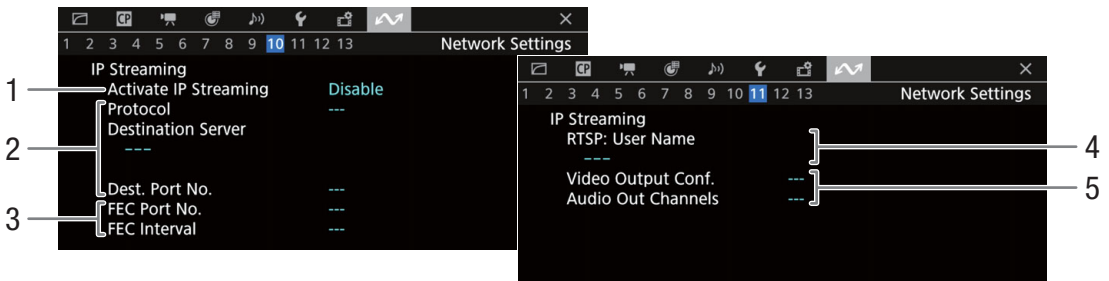 CP
1 2 3 4 5 6 7 8 9 10 11 12 13 Network Settings
IP Streaming
1 Activate IP Streaming Disable
Protocol ---
2 Destination Server
---
Dest. Port No. ---
3 FEC Port No. ---
FEC Interval ---
CP
1 2 3 4 5 6 7 8 9 10 11 12 13 Network Settings
IP Streaming
RTSP: User Name 4
---
Video Output Conf. --- 5
Audio Out Channels ---